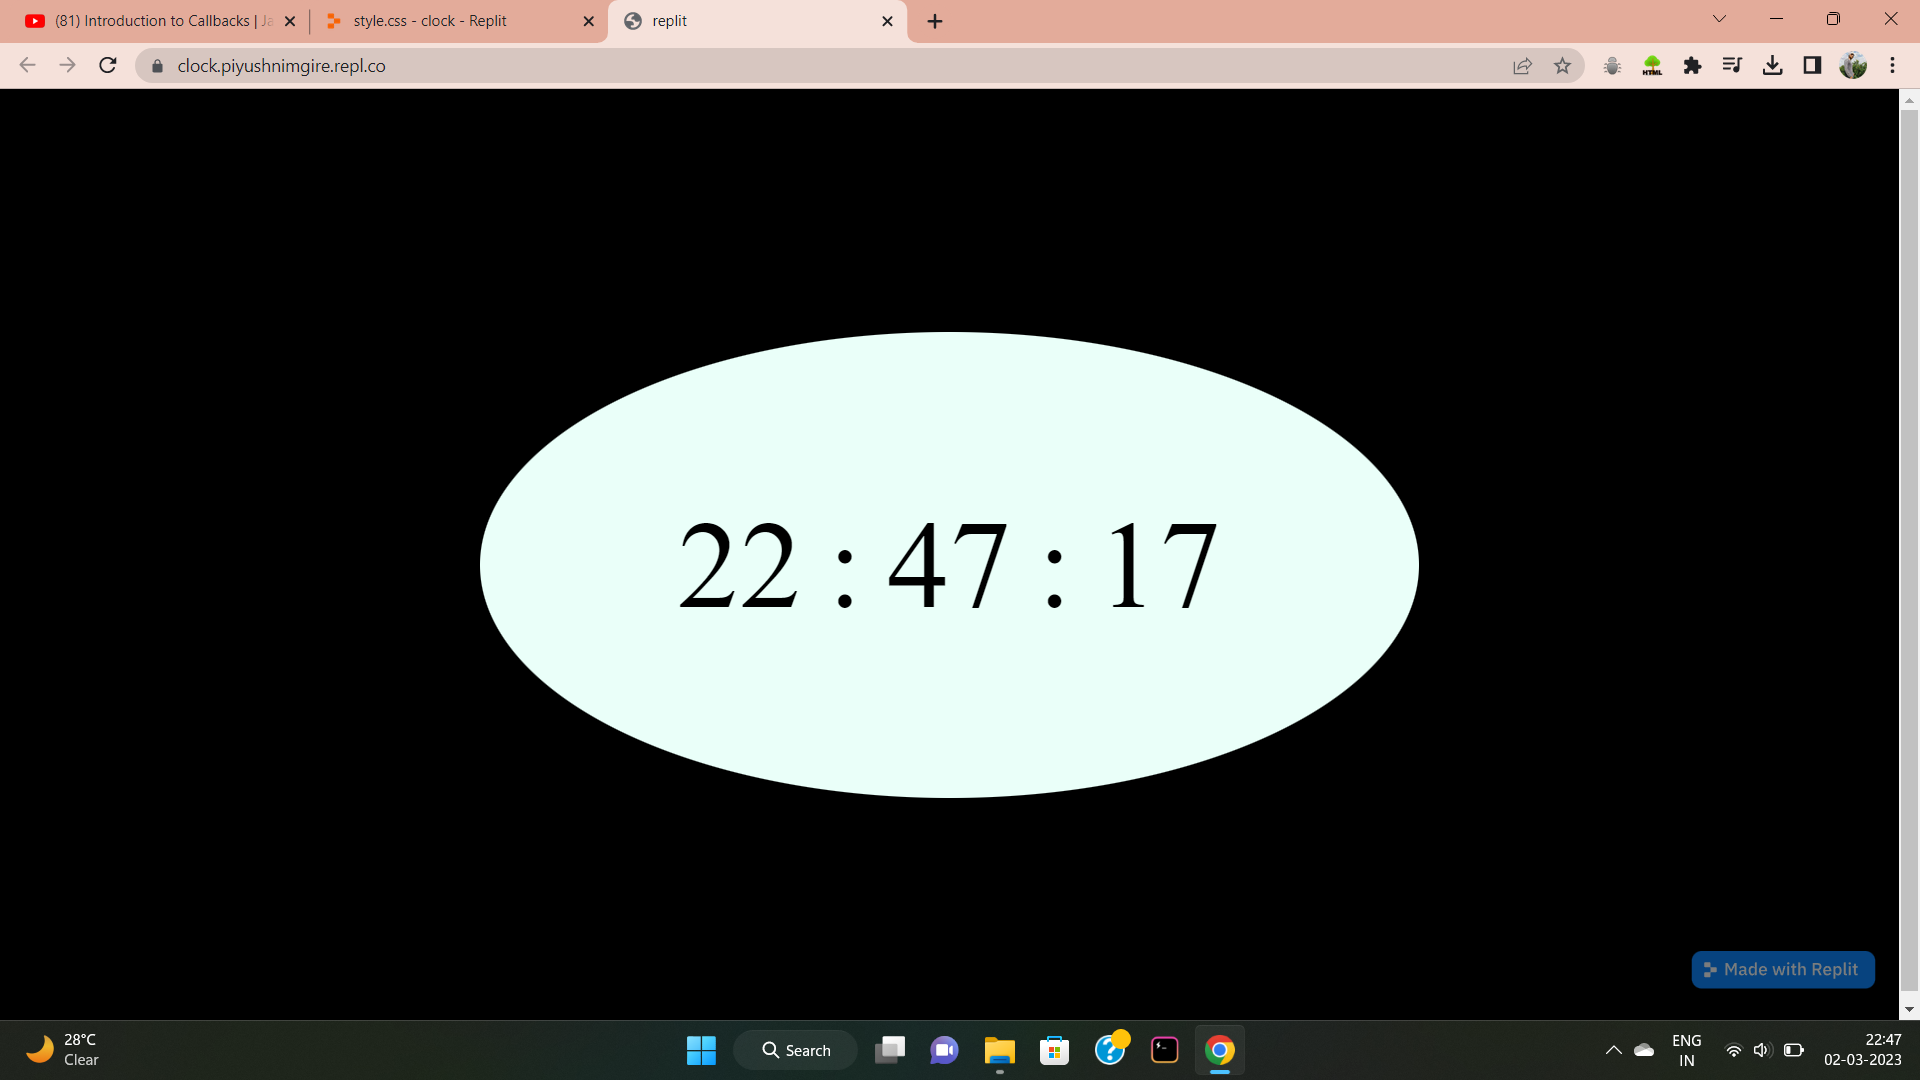 (81) Introduction to Callbacks | Ja
style.css - clock - Replit
replit
clock.piyushnimgire.repl.co
HTML
22 : 47 : 17
Made with Replit
28°C
Clear
Search
ENG
IN
22:47
02-03-2023